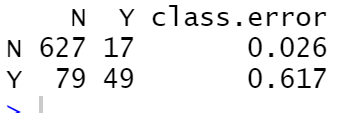 N Y class.error
N 627 17 0.026
Y 79 49 0.617
>